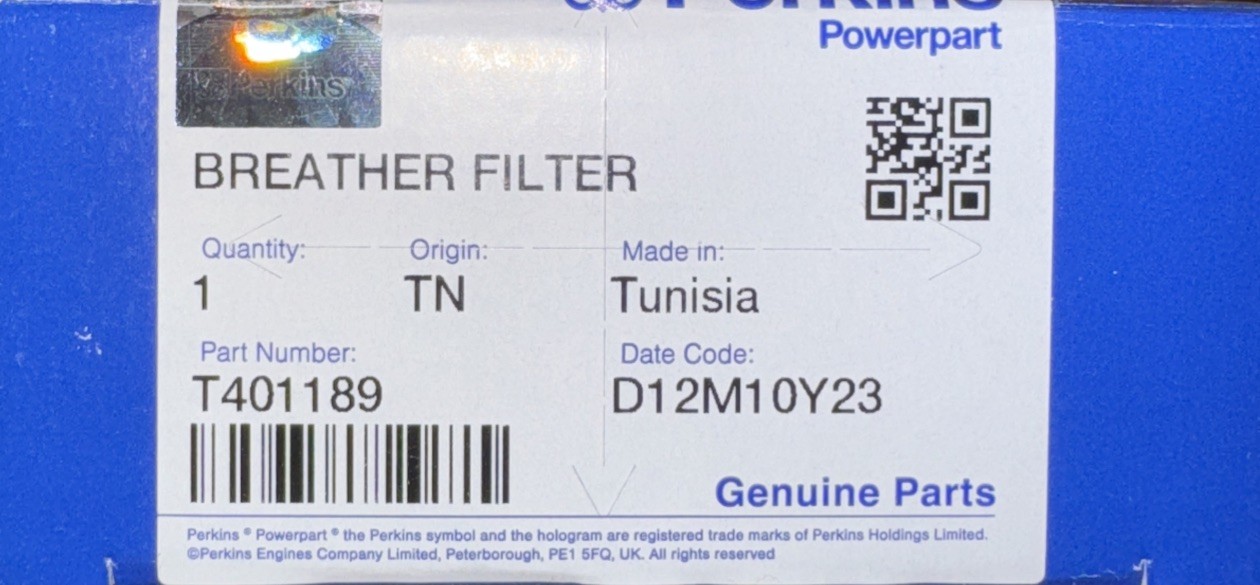 Perkins
Powerpart
Perkins
BREATHER FILTER
Quantity: Origin: Made in:
1 TN Tunisia
Part Number: Date Code:
T401189 D12M10Y23
Genuine Parts
Perkins ® Powerpart ® the Perkins symbol and the hologram are registered trade marks of Perkins Holdings Limited.
©Perkins Engines Company Limited, Peterborough, PE1 5FQ, UK. All rights reserved